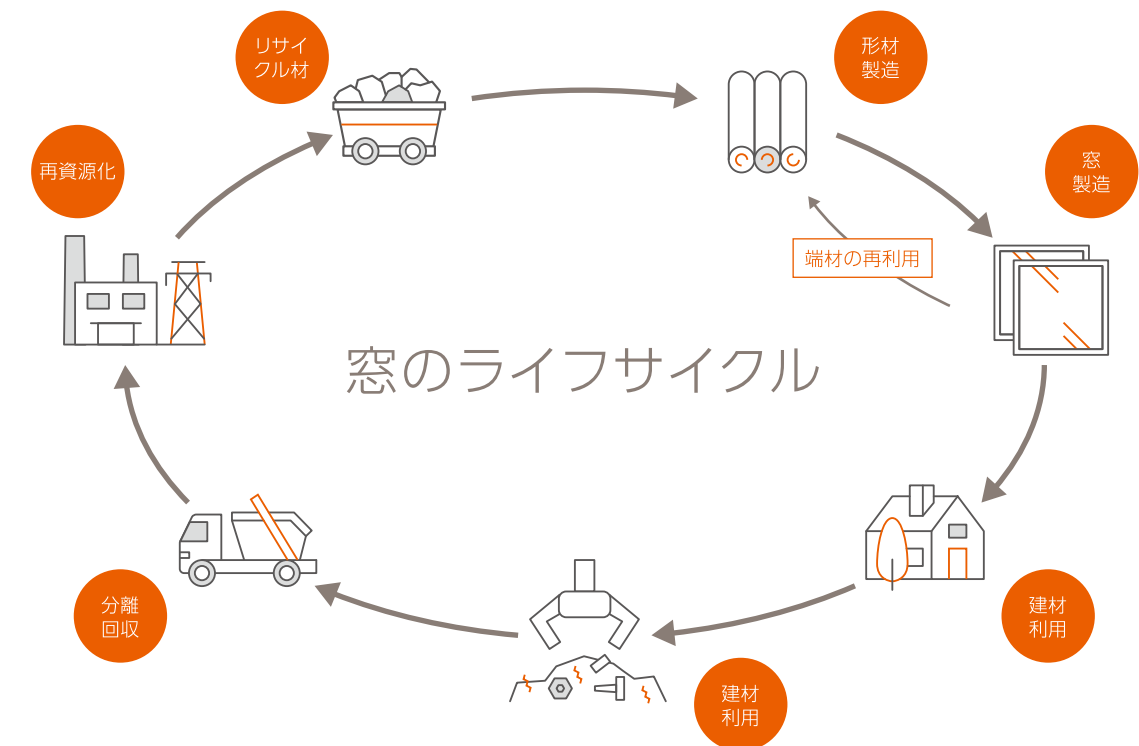 リサイ
クル材
形材
製造
再資源化
窓
製造
端材の再利用
窓のライフサイクル
分離
回収
建材
利用
建材
利用